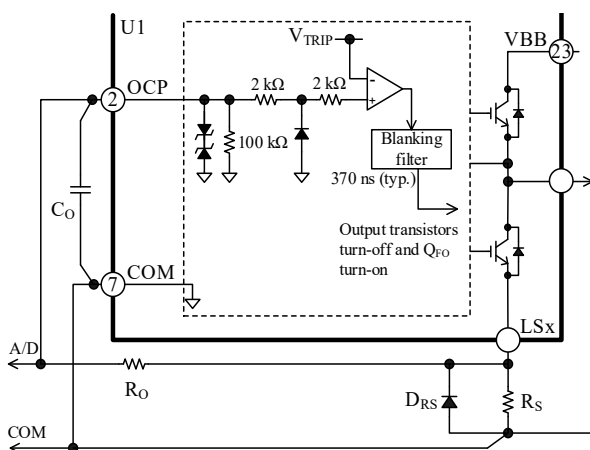 U1
VTRIP
VBB
23
2
OCP
2 kΩ
2 kΩ
-
+
100 kΩ
Blanking
filter
370 ns (typ.)
CO
Output transistors
turn-off and QFO
turn-on
COM
7
LSx
A/D
RO
DRS
RS
COM